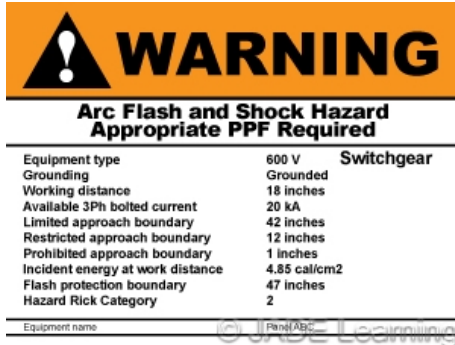 WARNING
Arc Flash and Shock Hazard
Appropriate PPF Required
Equipment type 600 V Switchgear
Grounding Grounded
Working distance 18 inches
Available 3Ph bolted current 20 kA
Limited approach boundary 42 inches
Restricted approach boundary 12 inches
Prohibited approach boundary 1 inches
Incident energy at work distance 4.85 cal/cm2
Flash protection boundary 47 inches
Hazard Rick Category 2
Equipment name Panel ABC
© JADE Learning